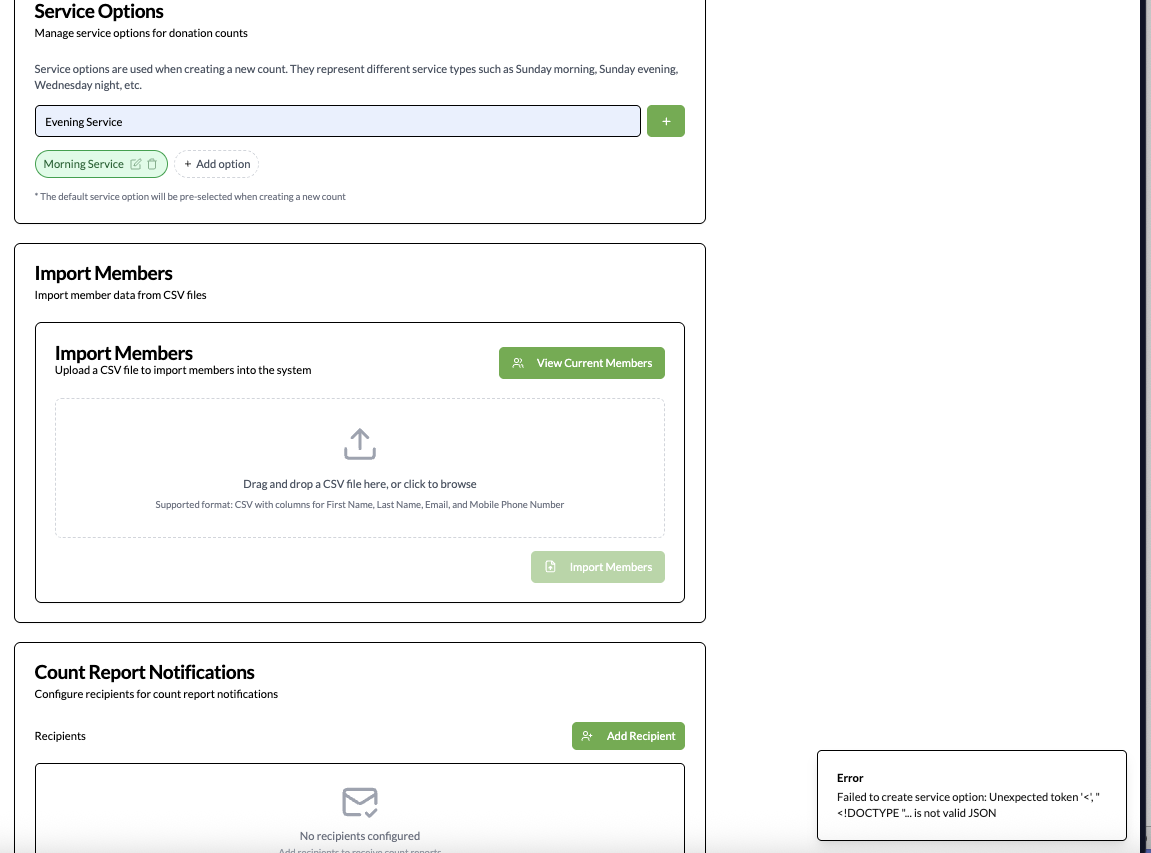 Service Options
Manage service options for donation counts
Service options are used when creating a new count. They represent different service types such as Sunday morning, Sunday evening,
Wednesday night, etc.
Evening Service
+
Morning Service
+ Add option
* The default service option will be pre-selected when creating a new count
Import Members
Import member data from CSV files
Import Members
Upload a CSV file to import members into the system
View Current Members
Drag and drop a CSV file here, or click to browse
Supported format: CSV with columns for First Name, Last Name, Email, and Mobile Phone Number
Import Members
Count Report Notifications
Configure recipients for count report notifications
Recipients
Add Recipient
No recipients configured
Add recipients to receive count reports
Error
Failed to create service option: Unexpected token '<', "
<!DOCTYPE "... is not valid JSON